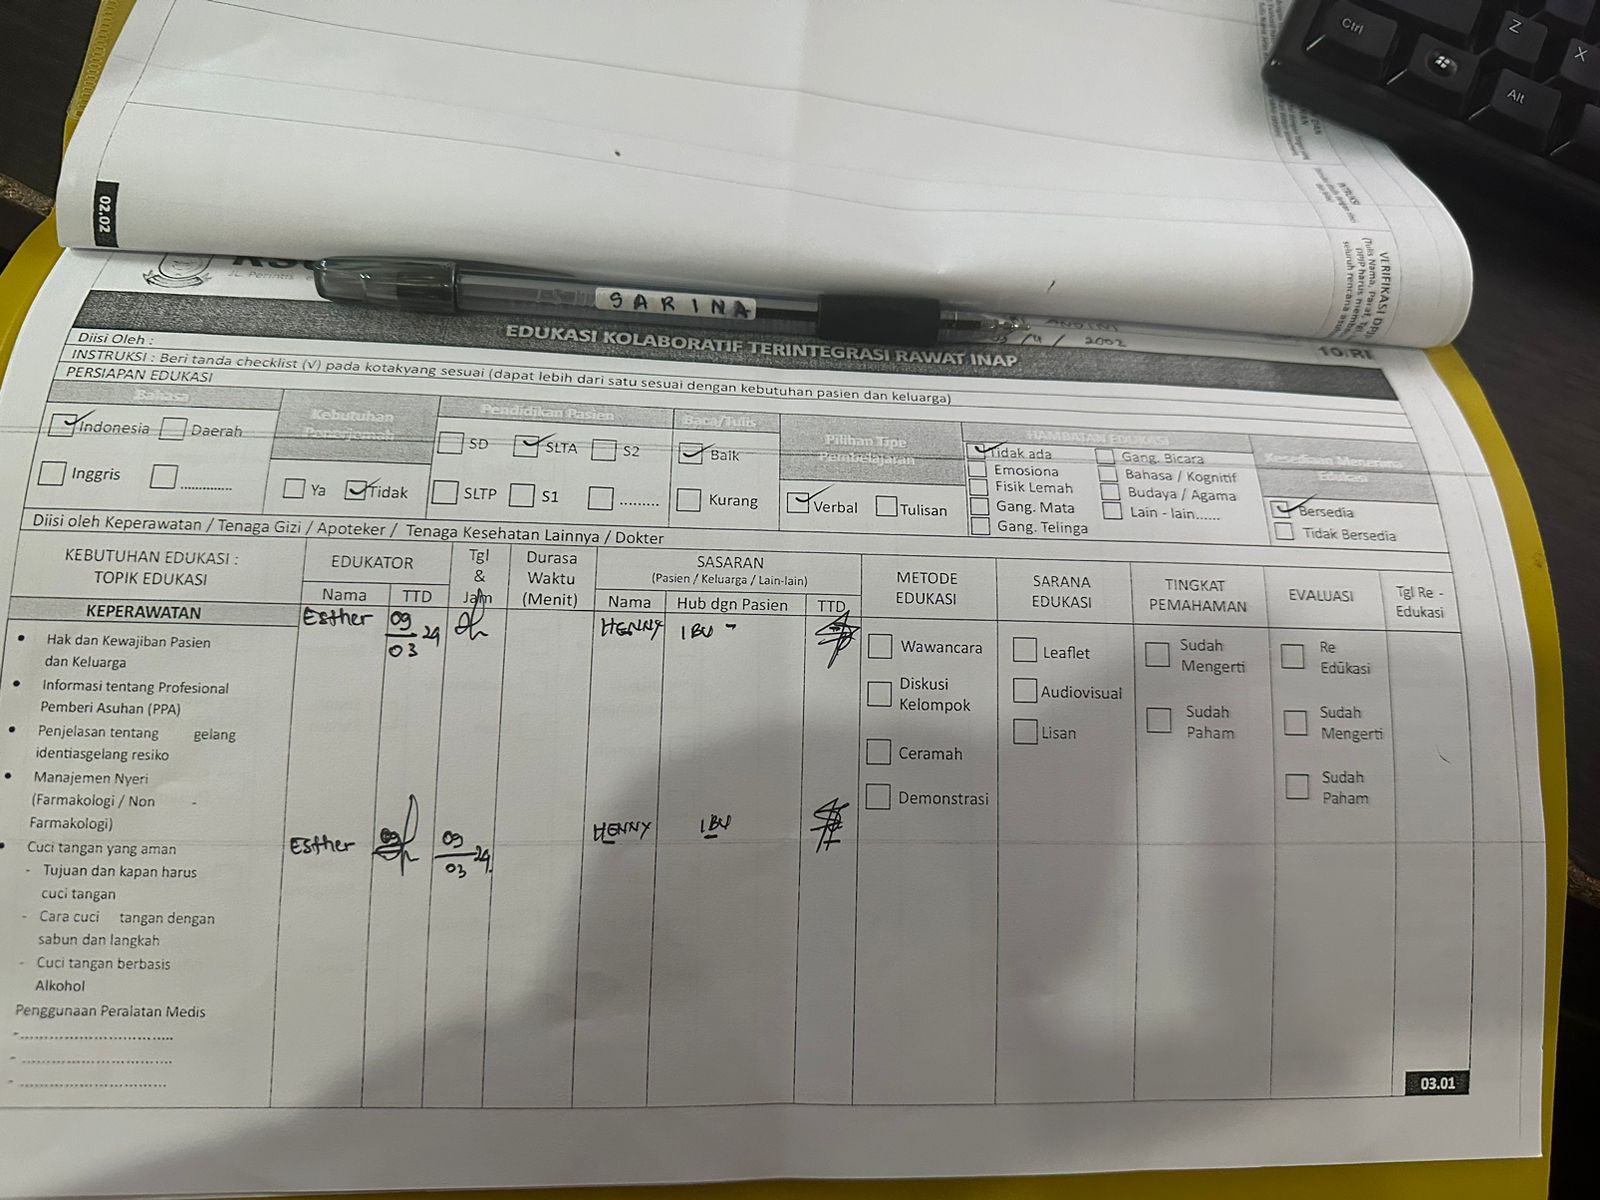 Ctrl
Z
X
Alt
02.02
VERIFIKASI DP
SARINA
2002
EDUKASI KOLABORATIF TERINTEGRASI RAWAT INAP
10.RI
Diisi Oleh :
INSTRUKSI : Beri tanda checklist (√) pada kotakyang sesuai (dapat lebih dari satu sesuai dengan kebutuhan pasien dan keluarga)
PERSIAPAN EDUKASI
Bahasa
Indonesia Daerah
Inggris ..............
Kebutuhan
Penerjemah
Ya Tidak
Pendidikan Pasien
SD SLTA S2
SLTP S1 .........
Baca/Tulis
Baik
Kurang
Pilihan Tipe
Pembelajaran
Verbal Tulisan
HAMBATAN EDUKASI
Tidak ada Gang. Bicara
Emosiona Bahasa / Kognitif
Fisik Lemah Budaya / Agama
Gang. Mata Lain - lain......
Gang. Telinga
Kesediaan Menerima
Edukasi
Bersedia
Tidak Bersedia
Diisi oleh Keperawatan / Tenaga Gizi / Apoteker / Tenaga Kesehatan Lainnya / Dokter
KEBUTUHAN EDUKASI :
TOPIK EDUKASI
EDUKATOR
Nama TTD
Tgl
&
Jam
Durasa
Waktu
(Menit)
SASARAN
(Pasien / Keluarga / Lain-lain)
Nama Hub dgn Pasien TTD
METODE
EDUKASI
SARANA
EDUKASI
TINGKAT
PEMAHAMAN
EVALUASI
Tgl Re -
Edukasi
KEPERAWATAN
Esther 09/03 24 HENNY IBU
• Hak dan Kewajiban Pasien
dan Keluarga
• Informasi tentang Profesional
Pemberi Asuhan (PPA)
• Penjelasan tentang gelang
identiasgelang resiko
• Manajemen Nyeri
(Farmakologi / Non -
Farmakologi)
• Cuci tangan yang aman
- Tujuan dan kapan harus
cuci tangan
- Cara cuci tangan dengan
sabun dan langkah
- Cuci tangan berbasis
Alkohol
Penggunaan Peralatan Medis
-..............................
- .............................
- ............................
Esther 09 09/03 24 HENNY IBU
Wawancara
Diskusi
Kelompok
Ceramah
Demonstrasi
Leaflet
Audiovisual
Lisan
Sudah
Mengerti
Sudah
Paham
Re
Edukasi
Sudah
Mengerti
Sudah
Paham
03.01